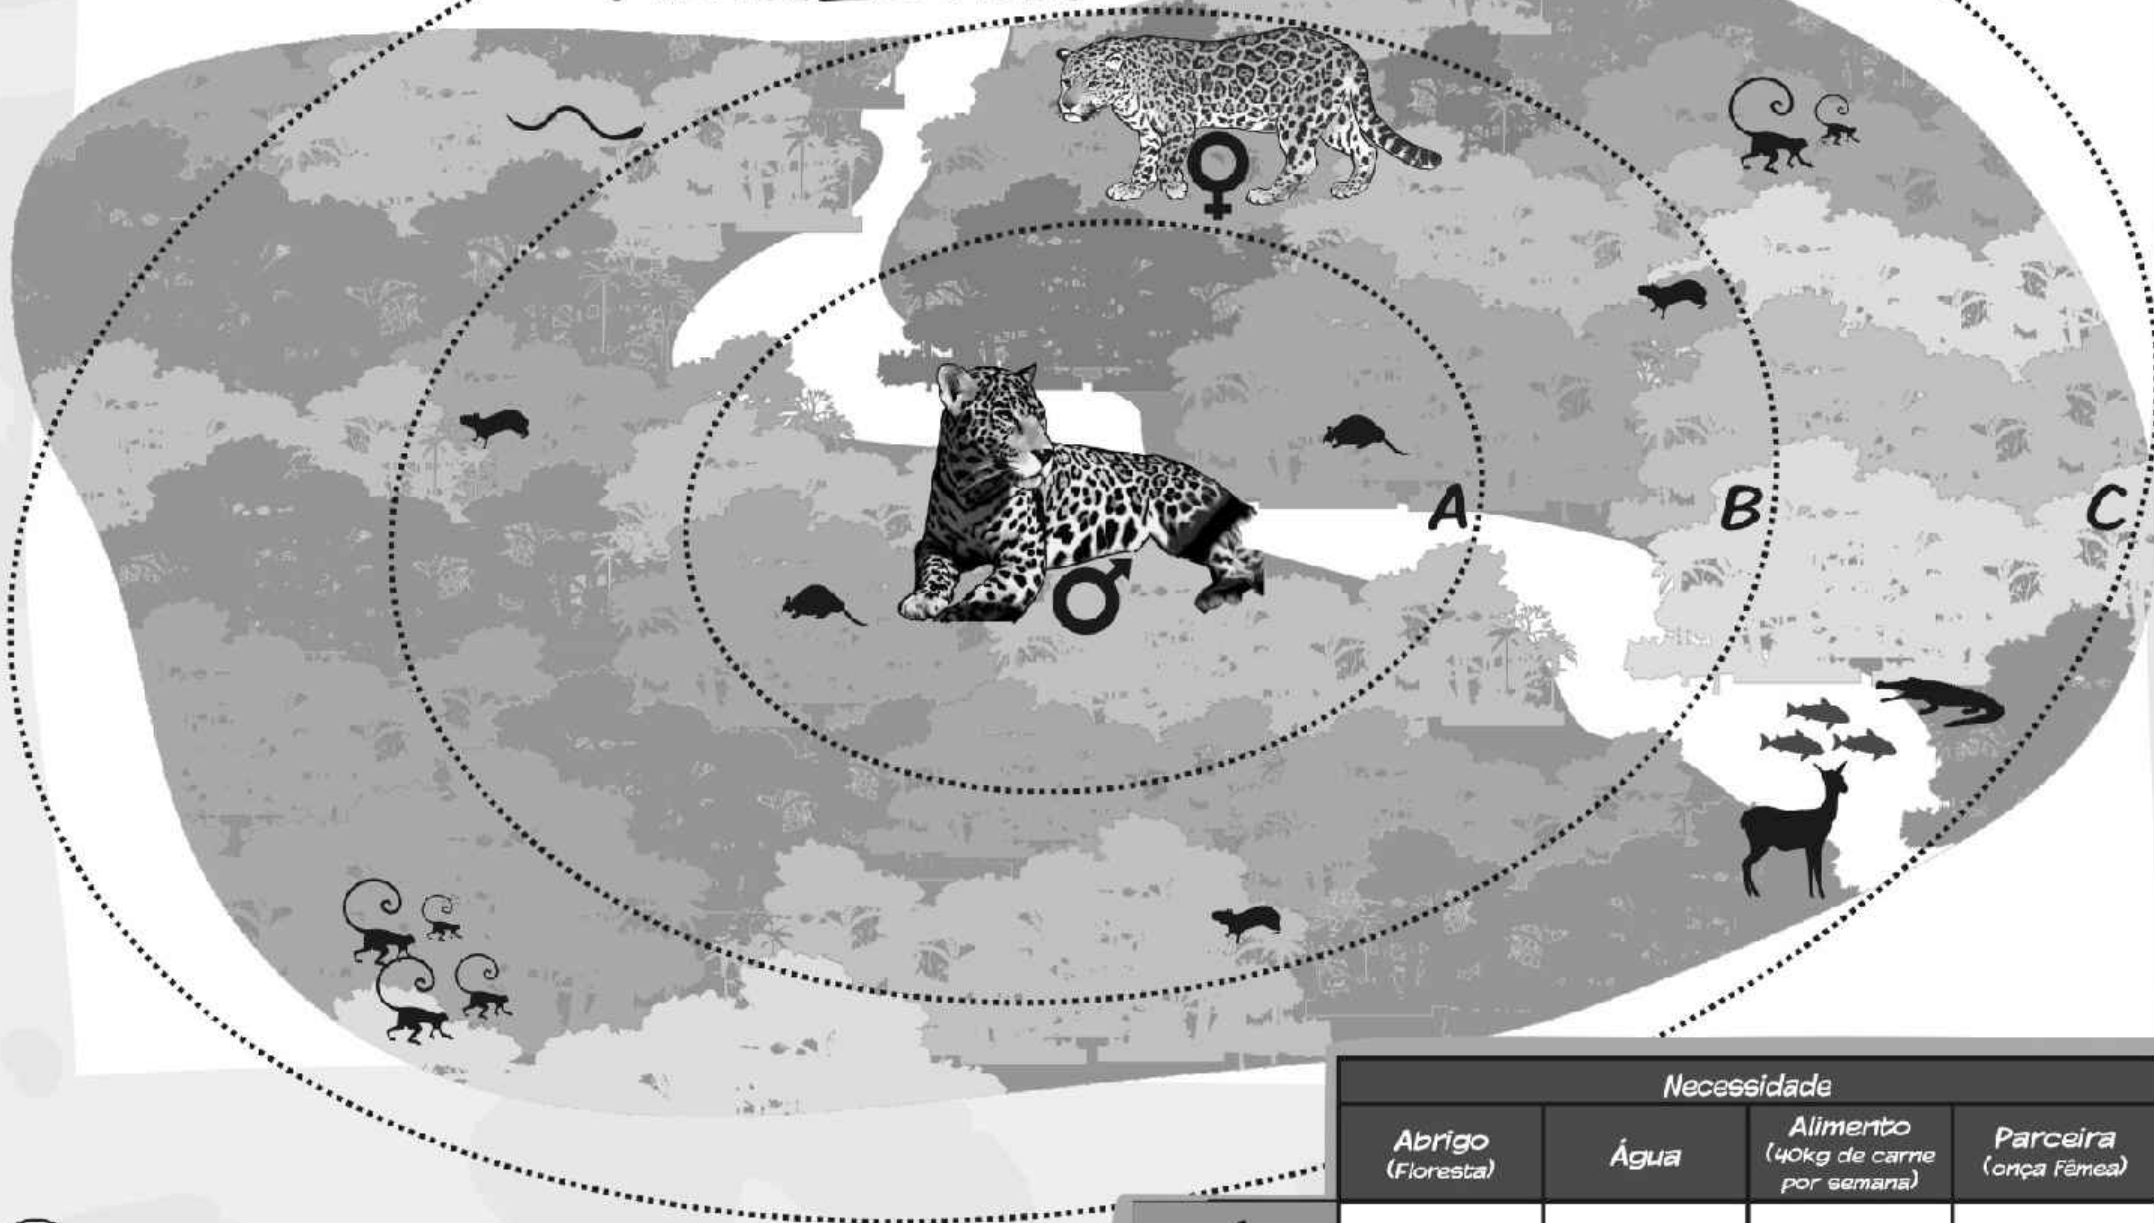 A
B
C
Necessidade
Abrigo
(Floresta)
Água
Alimento
(40kg de carne
por semana)
Parceira
(onça Fêmea)